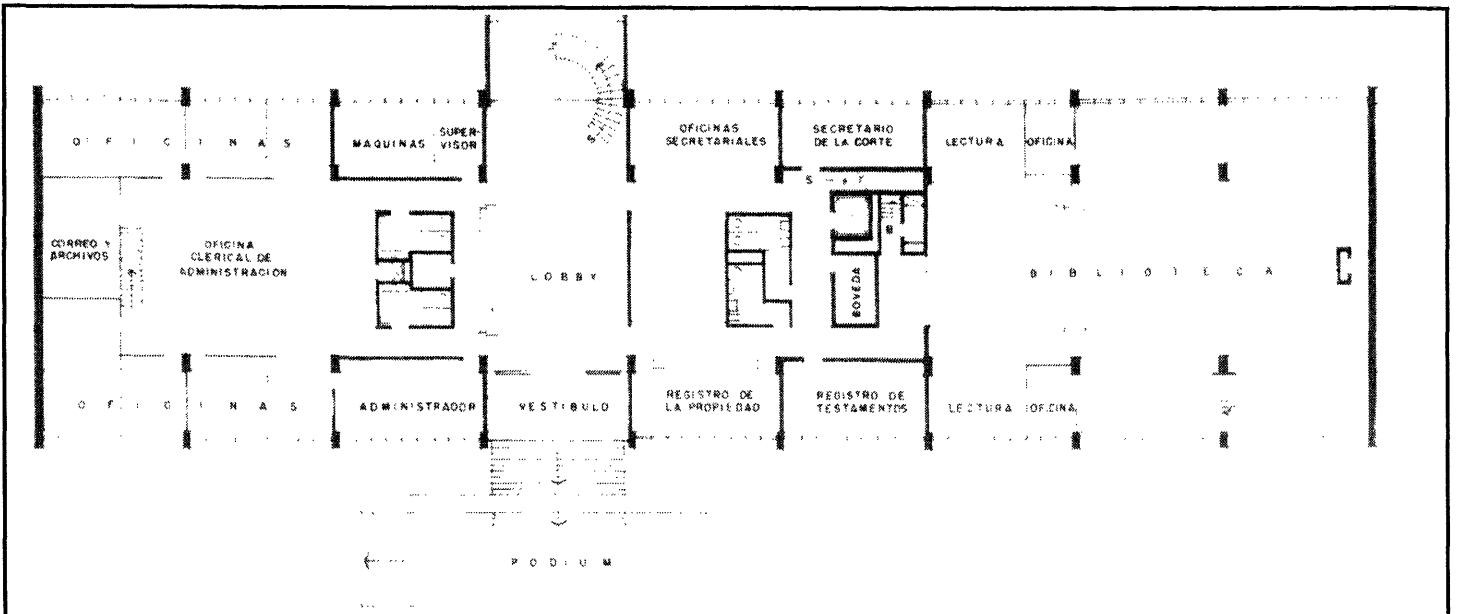 OFICINAS
MAQUINAS
SUPER-
VISOR
OFICINAS
SECRETARIALES
SECRETARIO
DE LA CORTE
LECTURA
OFICINA
CORREO Y
ARCHIVOS
OFICINA
CLERICAL DE
ADMINISTRACION
LOBBY
BOVEDA
BIBLIOTECA
OFICINAS
ADMINISTRADOR
VESTIBULO
REGISTRO DE
LA PROPIEDAD
REGISTRO DE
TESTAMENTOS
LECTURA
OFICINA
PODIUM